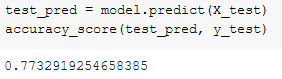 test_pred = model.predict(X_test)
accuracy_score(test_pred, y_test)
0.7732919254658385